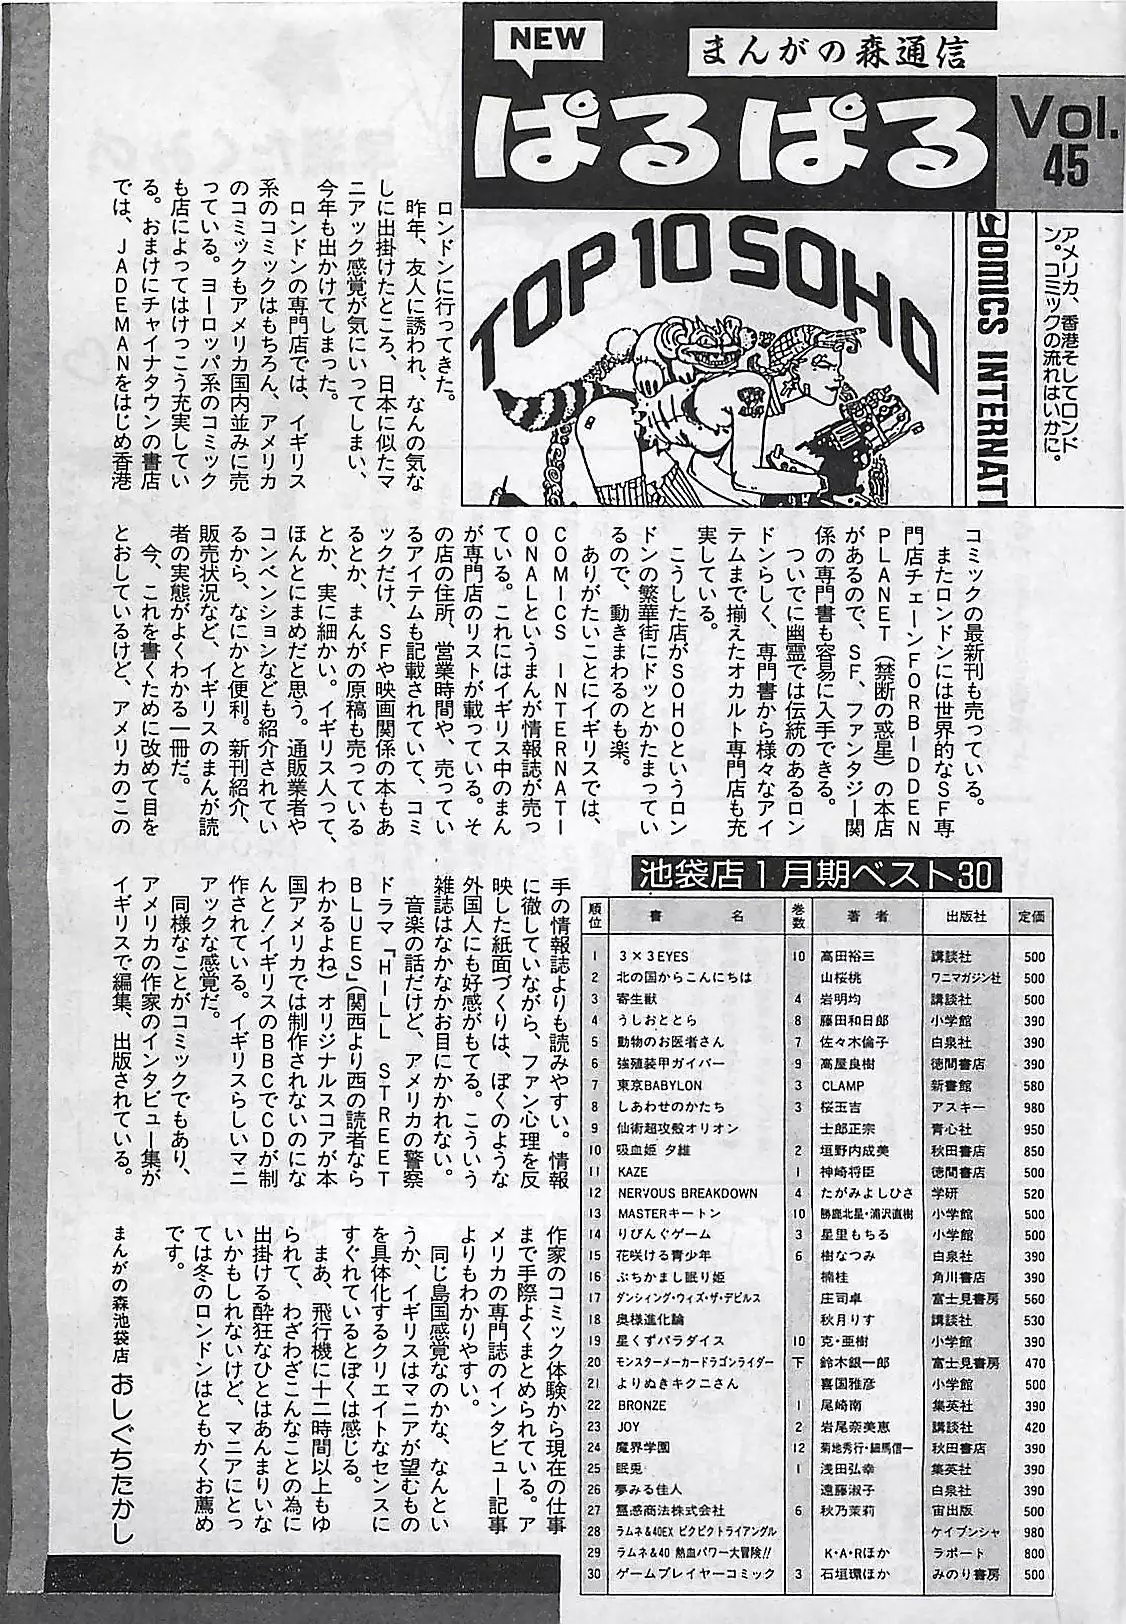 NEW
まんがの森通信
ぱるぱる
Vol.
45
アメリカ、香港そしてロンド
ン。コミックの流れはいかに。
TOP 10 SOHO
COMICS INTERNATI
ロンドンに行ってきた。
昨年、友人に誘われ、なんの気な
しに出掛けたところ、日本に似たマ
ニアック感覚が気にいってしまい、
今年も出かけてしまった。
ロンドンの専門店では、イギリス
系のコミックはもちろん、アメリカ
のコミックもアメリカ国内並みに売
っている。ヨーロッパ系のコミック
も店によってはけっこう充実してい
る。おまけにチャイナタウンの書店
では、JADEMANをはじめ香港
コミックの最新刊も売っている。
またロンドンには世界的なSF専
門店チェーンFORBIDDEN
PLANET（禁断の惑星）の本店
があるので、SF、ファンタジー関
係の専門書も容易に入手できる。
ついでに幽霊では伝統のあるロン
ドンらしく、専門書から様々なアイ
テムまで揃えたオカルト専門店も充
実している。
こうした店がSOHOというロン
ドンの繁華街にドッとかたまってい
るので、動きまわるのも楽。
ありがたいことにイギリスでは、
COMICS INTERNATI
ONALというまんが情報誌が売っ
ている。これにはイギリス中のまん
が専門店のリストが載っている。そ
の店の住所、営業時間や、売ってい
るアイテムも記載されていて、コミ
ックだけ、SFや映画関係の本もあ
るとか、まんがの原稿も売っている
とか、実に細かい。イギリス人って、
ほんとにまめだと思う。通販業者や
コンベンションなども紹介されてい
るから、なにかと便利。新刊紹介、
販売状況など、イギリスのまんが読
者の実態がよくわかる一冊だ。
今、これを書くために改めて目を
とおしているけど、アメリカのこの
手の情報誌よりも読みやすい。情報
に徹していながら、ファン心理を反
映した紙面づくりは、ぼくのような
外国人にも好感がもてる。こういう
雑誌はなかなかお目にかかれない。
音楽の話だけど、アメリカの警察
ドラマ「HILL STREET
BLUES」（関西より西の読者なら
わかるよね）オリジナルスコアが本
国アメリカでは制作されないのにな
んと！イギリスのBBCでCDが制
作されている。イギリスらしいマニ
アックな感覚だ。
同様なことがコミックでもあり、
アメリカの作家のインタビュー集が
イギリスで編集、出版されている。
作家のコミック体験から現在の仕事
まで手際よくまとめられている。ア
メリカの専門誌のインタビュー記事
よりもわかりやすい。
同じ島国感覚なのかな、なんとい
うか、イギリスはマニアが望むもの
を具体化するクリエイトなセンスに
すぐれているとぼくは感じる。
まあ、飛行機に十二時間以上もゆ
られて、わざわざこんなことの為に
出掛ける酔狂なひとはあんまりいな
いかもしれないけど、マニアにとっ
ては冬のロンドンはともかくお薦め
です。
まんがの森池袋店 おしぐちたかし
池袋店1月期ベスト30
順位 書名 巻数 著者 出版社 定価
1 3×3EYES 10 高田裕三 講談社 500
2 北の国からこんにちは 山桜桃 ワニマガジン社 500
3 寄生獣 4 岩明均 講談社 500
4 うしおととら 8 藤田和日郎 小学館 390
5 動物のお医者さん 7 佐々木倫子 白泉社 390
6 強殖装甲ガイバー 9 高屋良樹 徳間書店 390
7 東京BABYLON 3 CLAMP 新書館 580
8 しあわせのかたち 3 桜玉吉 アスキー 980
9 仙術超攻殻オリオン 士郎正宗 青心社 950
10 吸血姫 夕維 2 垣野内成美 秋田書店 850
11 KAZE 1 神崎将臣 徳間書店 500
12 NERVOUS BREAKDOWN 4 たがみよしひさ 学研 520
13 MASTERキートン 10 勝鹿北星・浦沢直樹 小学館 500
14 りびんぐゲーム 3 星里もちる 小学館 500
15 花咲ける青少年 6 樹なつみ 白泉社 390
16 ぶちかまし眠り姫 楠桂 角川書店 390
17 ダンシィング・ウィズ・ザ・デビルス 庄司卓 富士見書房 560
18 奥様進化論 秋月りす 講談社 530
19 星くずパラダイス 10 克・亜樹 小学館 390
20 モンスターメーカードラゴンライダー 下 鈴木銀一郎 富士見書房 470
21 よりぬきキクニさん 喜国雅彦 小学館 500
22 BRONZE 1 尾崎南 集英社 390
23 JOY 2 岩尾奈美恵 講談社 420
24 魔界学園 12 菊地秀行・細馬信一 秋田書店 390
25 眠兎 1 浅田弘幸 集英社 390
26 夢みる佳人 遠藤淑子 白泉社 390
27 霊感商法株式会社 6 秋乃茉莉 宙出版 500
28 ラムネ&40EX ビクビクトライアングル ケイブンシャ 980
29 ラムネ&40 熱血パワー大冒険!! K・A・Rほか ラポート 800
30 ゲームプレイヤーコミック 3 石垣環ほか みのり書房 500